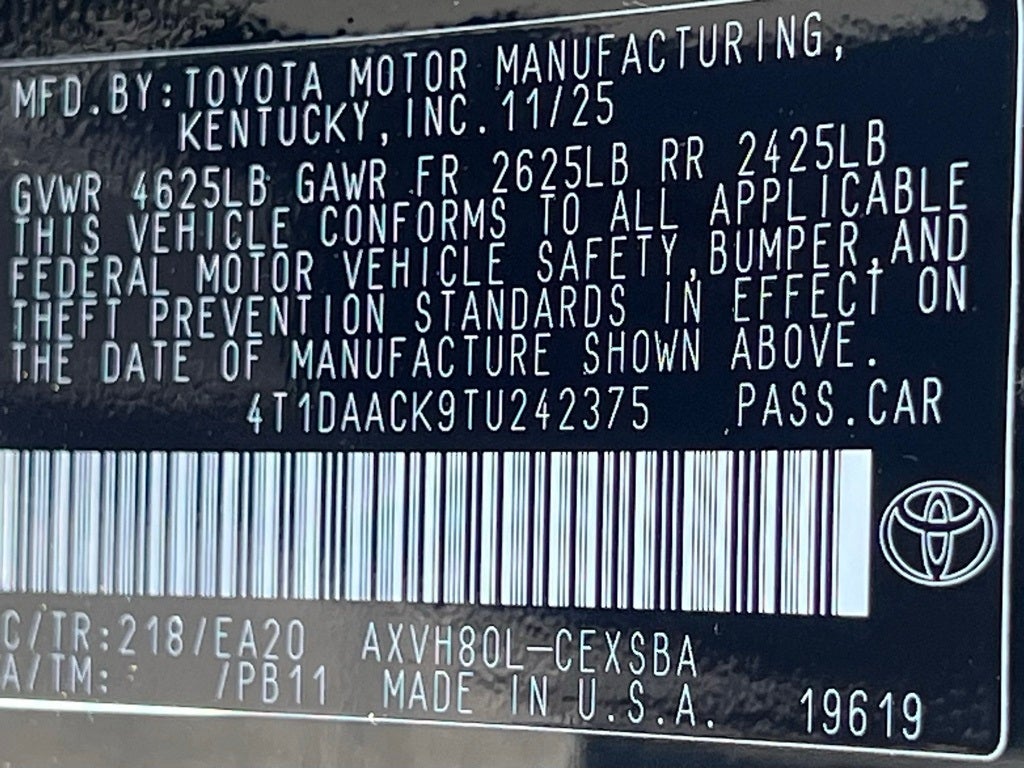 MFD.BY:TOYOTA MOTOR MANUFACTURING,
KENTUCKY,INC.11/25
GVWR 4625LB GAWR FR 2625LB RR 2425LB
THIS VEHICLE CONFORMS TO ALL APPLICABLE
FEDERAL MOTOR VEHICLE SAFETY,BUMPER,AND
THEFT PREVENTION STANDARDS IN EFFECT ON
THE DATE OF MANUFACTURE SHOWN ABOVE.
4T1DAACK9TU242375 PASS.CAR
C/TR:218/EA20 AXVH80L-CEXSBA
A/TM: /PB11 MADE IN U.S.A. 19619